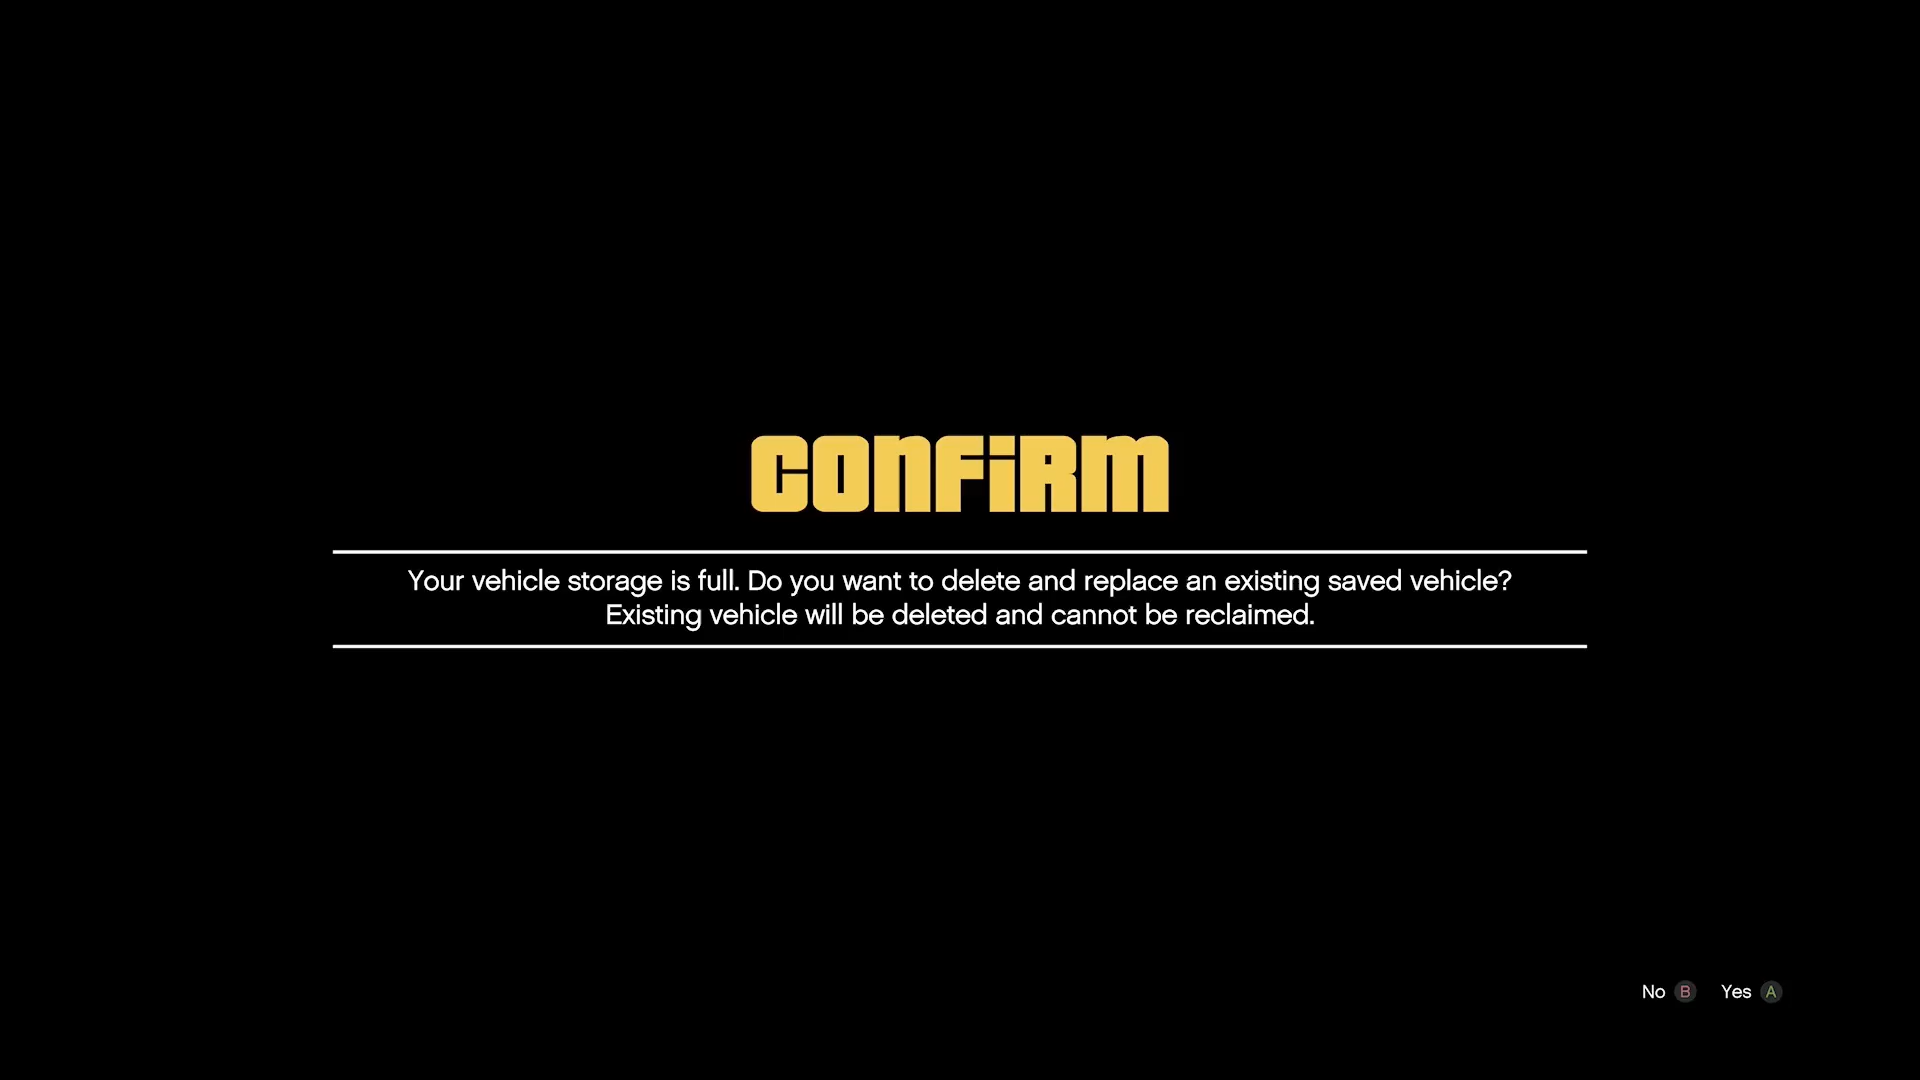 CONFIRM
Your vehicle storage is full. Do you want to delete and replace an existing saved vehicle?
Existing vehicle will be deleted and cannot be reclaimed.
No B Yes A